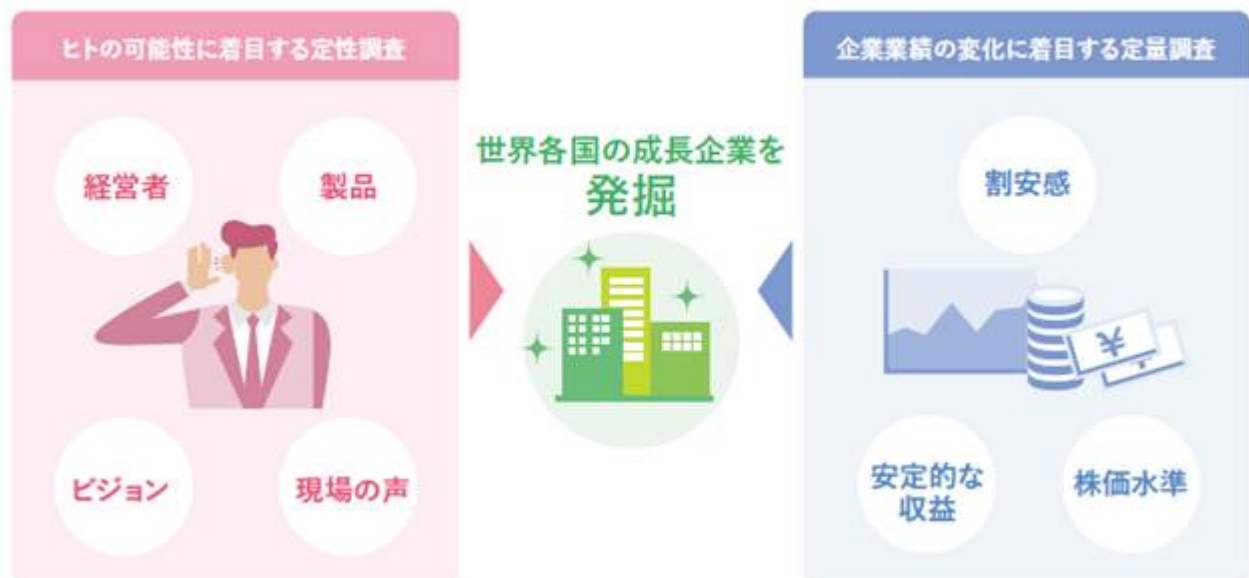 ヒトの可能性に着目する定性調査
経営者
製品
ビジョン
現場の声
世界各国の成長企業を
発掘
企業業績の変化に着目する定量調査
割安感
¥
安定的な
収益
株価水準